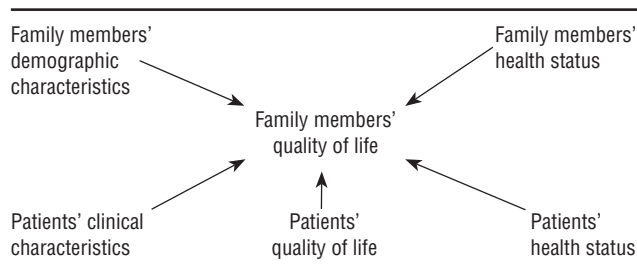 Family members’
demographic
characteristics
Family members’
health status
Family members’
quality of life
Patients’ clinical
characteristics
Patients’
quality of life
Patients’
health status